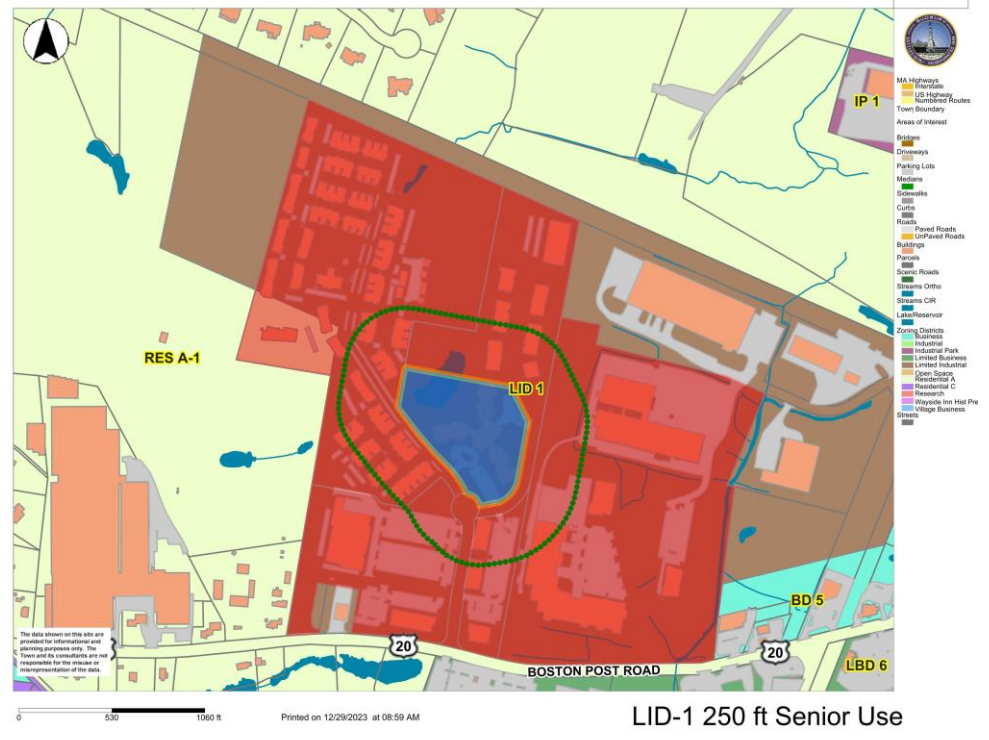 IP 1
RES A-1
LID 1
BD 5
LBD 6
20
20
BOSTON POST ROAD
The data shown on this site are
provided for informational and
planning purposes only. The
Town and its consultants are not
responsible for the misuse or
misrepresentation of the data.
0 530 1060 ft
Printed on 12/29/2023 at 08:59 AM
LID-1 250 ft Senior Use
MA Highways
Interstate
US Highway
Numbered Routes
Town Boundary
Areas of Interest
Bridges
Driveways
Parking Lots
Medians
Sidewalks
Curbs
Roads
Paved Roads
UnPaved Roads
Buildings
Parcels
Scenic Roads
Streams Ortho
Streams CIR
Lake/Reservoir
Zoning Districts
Business
Industrial
Industrial Park
Limited Business
Limited Industrial
Open Space
Residential A
Residential C
Research
Wayside Inn Hist Pre
Village Business
Streets